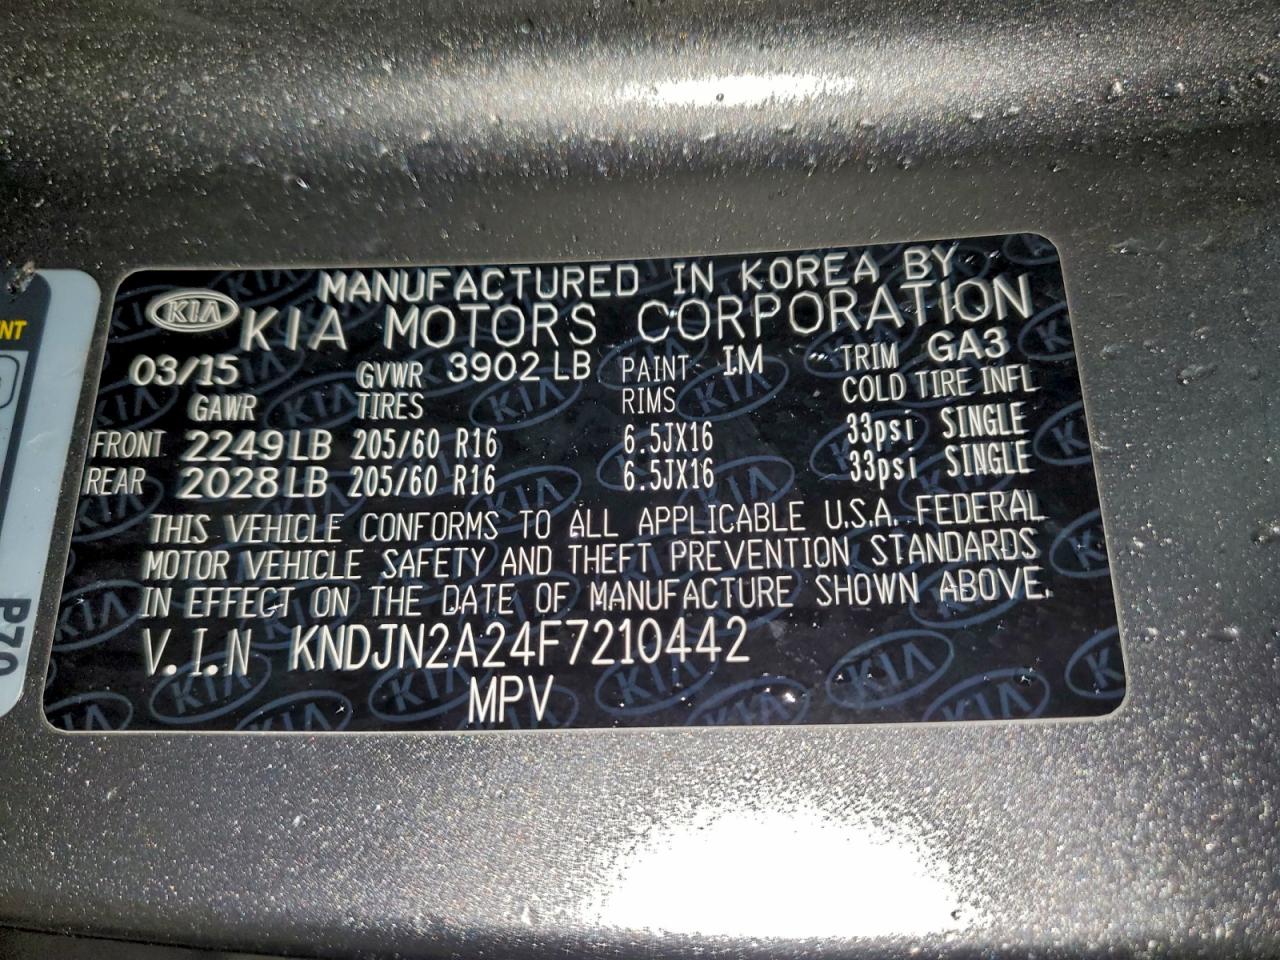 MANUFACTURED IN KOREA BY
KIA KIA MOTORS CORPORATION
03/15 GVWR 3902 LB PAINT IM TRIM GA3
GAWR TIRES RIMS COLD TIRE INFL
FRONT 2249 LB 205/60 R16 6.5JX16 33psi SINGLE
REAR 2028 LB 205/60 R16 6.5JX16 33psi SINGLE
THIS VEHICLE CONFORMS TO ALL APPLICABLE U.S.A. FEDERAL
MOTOR VEHICLE SAFETY AND THEFT PREVENTION STANDARDS
IN EFFECT ON THE DATE OF MANUFACTURE SHOWN ABOVE.
V.I.N KNDJN2A24F7210442
MPV